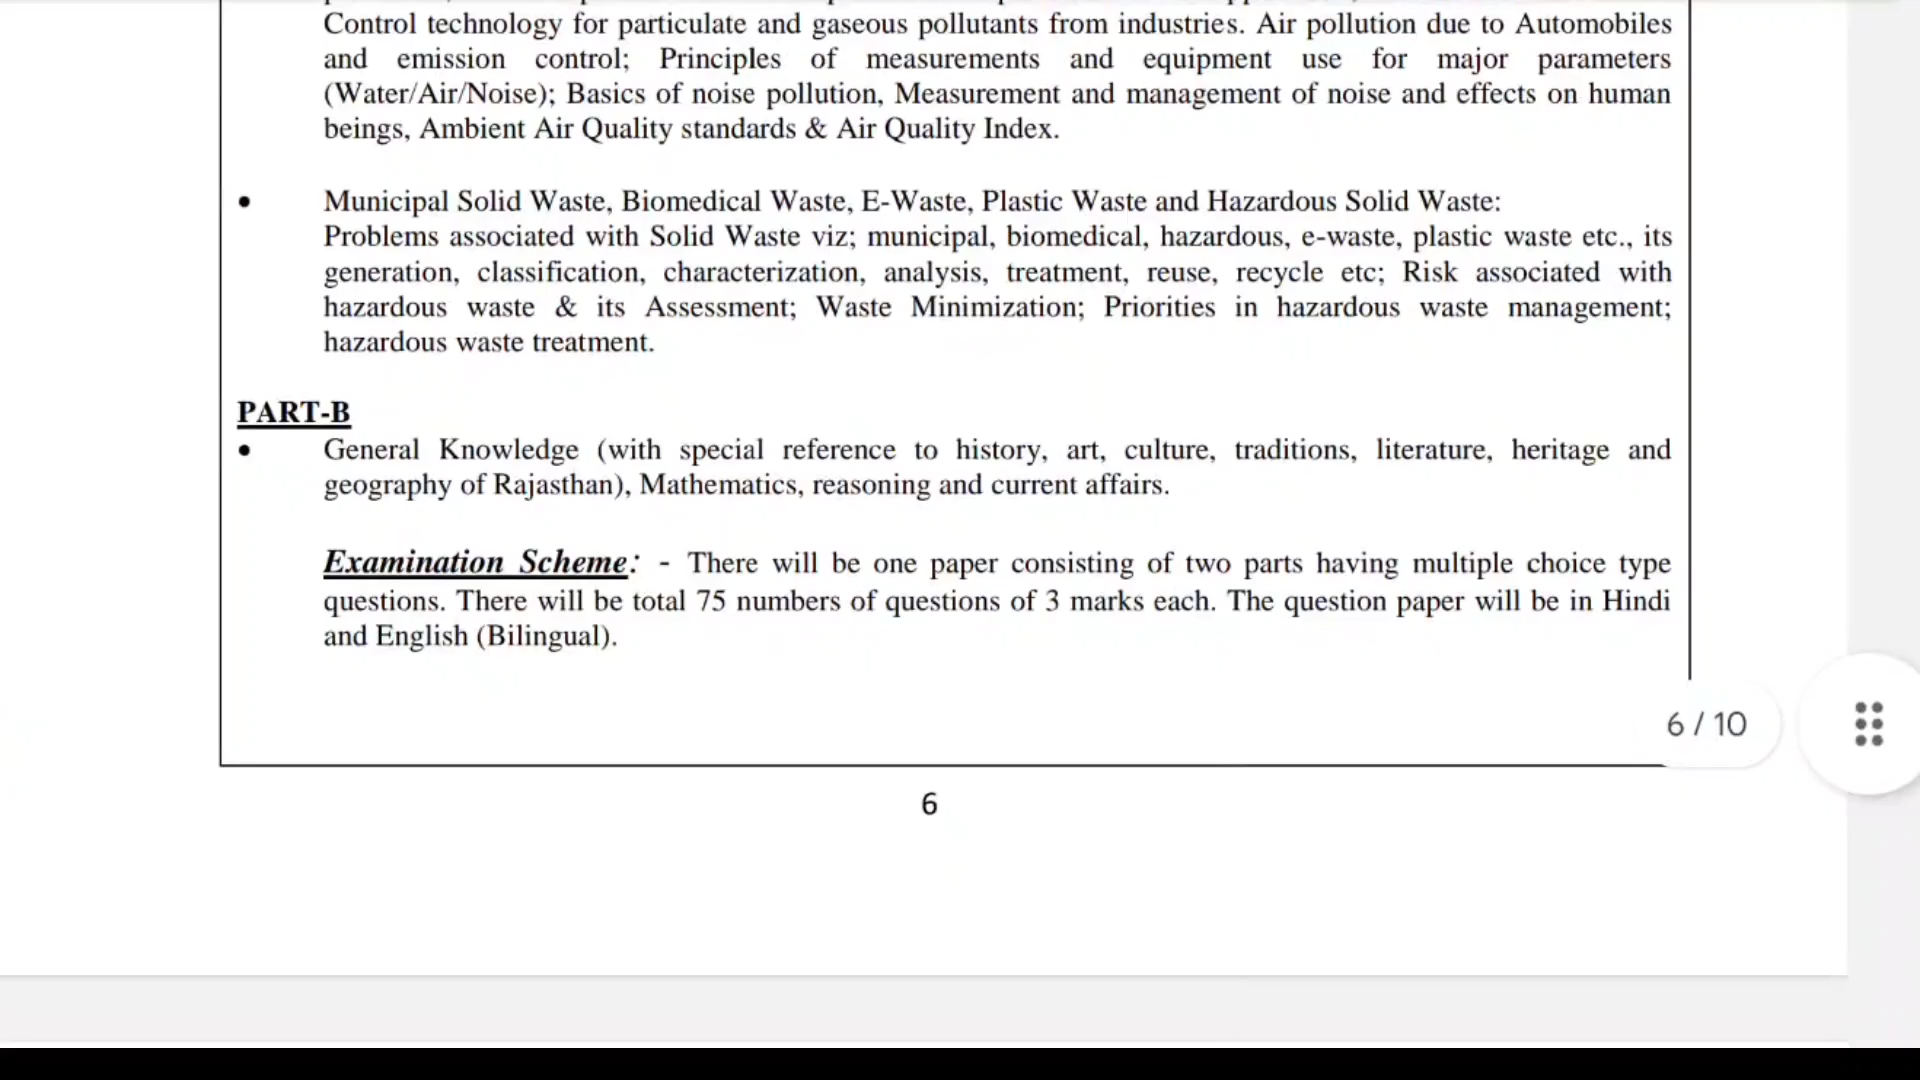 Control technology for particulate and gaseous pollutants from industries. Air pollution due to Automobiles
and emission control; Principles of measurements and equipment use for major parameters
(Water/Air/Noise); Basics of noise pollution, Measurement and management of noise and effects on human
beings, Ambient Air Quality standards & Air Quality Index.
• Municipal Solid Waste, Biomedical Waste, E-Waste, Plastic Waste and Hazardous Solid Waste:
Problems associated with Solid Waste viz; municipal, biomedical, hazardous, e-waste, plastic waste etc., its
generation, classification, characterization, analysis, treatment, reuse, recycle etc; Risk associated with
hazardous waste & its Assessment; Waste Minimization; Priorities in hazardous waste management;
hazardous waste treatment.
PART-B
• General Knowledge (with special reference to history, art, culture, traditions, literature, heritage and
geography of Rajasthan), Mathematics, reasoning and current affairs.
Examination Scheme: - There will be one paper consisting of two parts having multiple choice type
questions. There will be total 75 numbers of questions of 3 marks each. The question paper will be in Hindi
and English (Bilingual).
6 / 10
6